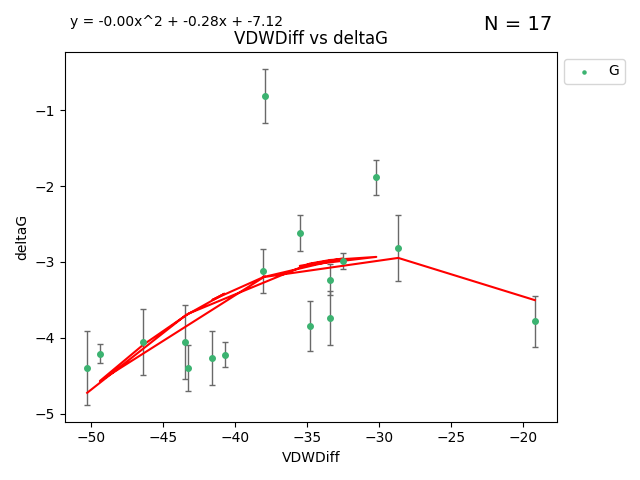 y = -0.00x^2 + -0.28x + -7.12
N = 17
VDWDiff vs deltaG
G
deltaG
−1
−2
−3
−4
−5
−50
−45
−40
−35
−30
−25
−20
VDWDiff